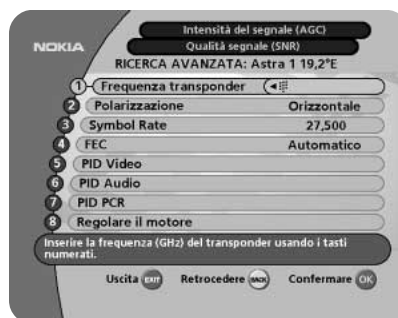 Intensità del segnale (AGC)
NOKIA
Qualità segnale (SNR)
RICERCA AVANZATA: Astra 1 19,2°E
1 Frequenza transponder
2 Polarizzazione Orizzontale
3 Symbol Rate 27,500
4 FEC Automatico
5 PID Video
6 PID Audio
7 PID PCR
8 Regolare il motore
Inserire la frequenza (GHz) del transponder usando i tasti
numerati.
Uscita EXIT Retrocedere BACK Confermare OK